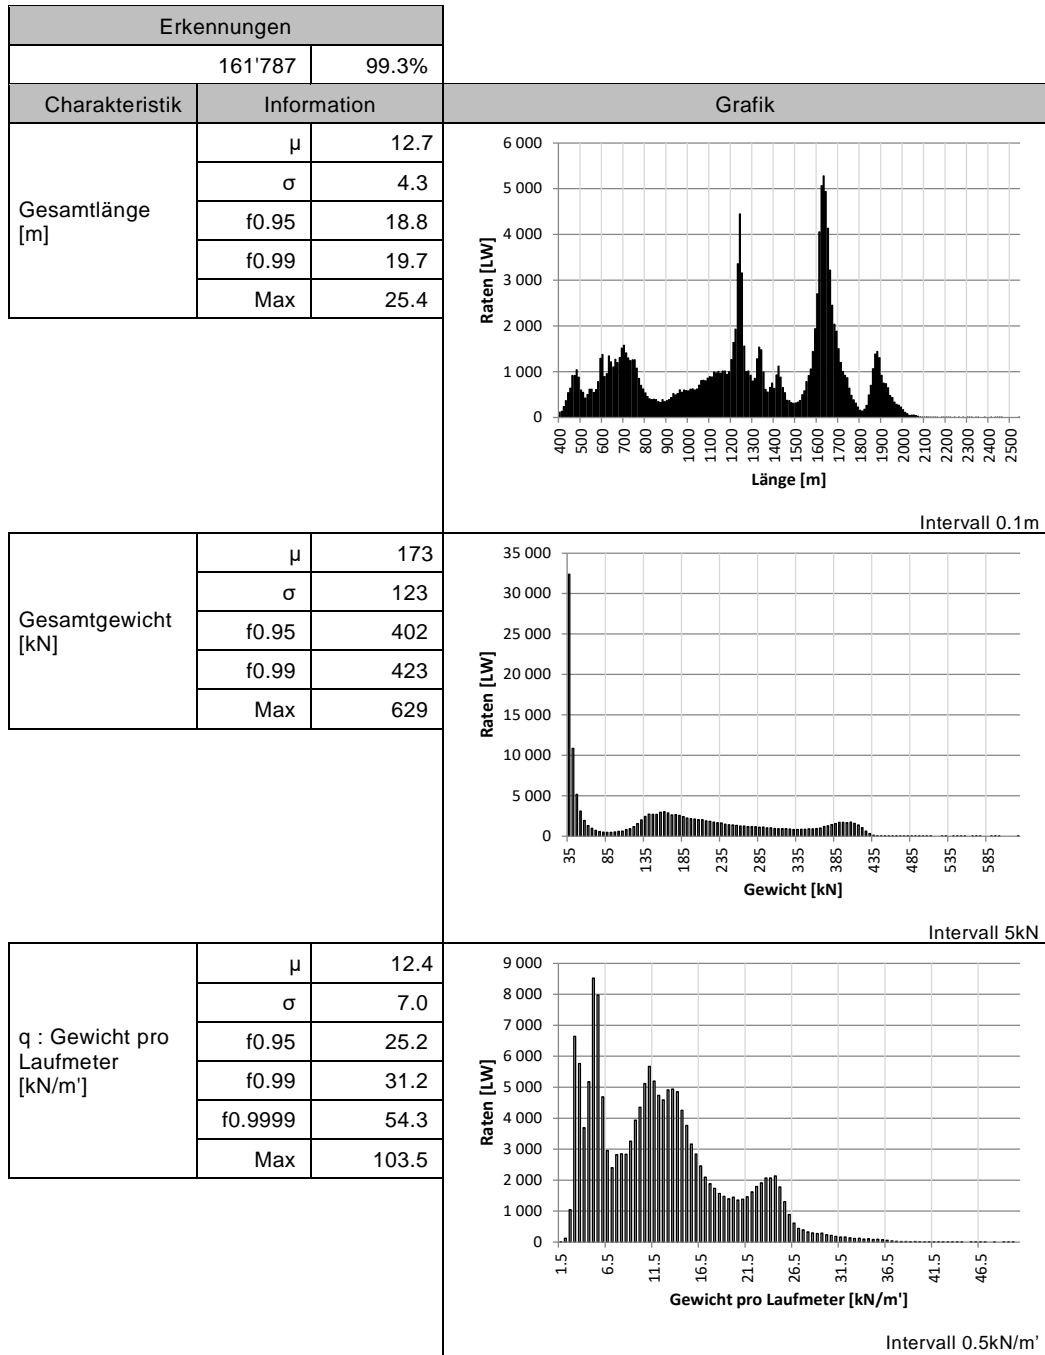 Erkennungen
161'787 99.3%
Charakteristik Information Grafik
Gesamtlänge
[m]
µ 12.7
σ 4.3
f0.95 18.8
f0.99 19.7
Max 25.4
Raten [LW]
6 000
5 000
4 000
3 000
2 000
1 000
0
400 500 600 700 800 900 1000 1100 1200 1300 1400 1500 1600 1700 1800 1900 2000 2100 2200 2300 2400 2500
Länge [m]
Intervall 0.1m
Gesamtgewicht
[kN]
µ 173
σ 123
f0.95 402
f0.99 423
Max 629
Raten [LW]
35 000
30 000
25 000
20 000
15 000
10 000
5 000
0
35 85 135 185 235 285 335 385 435 485 535 585
Gewicht [kN]
Intervall 5kN
q : Gewicht pro
Laufmeter
[kN/m']
µ 12.4
σ 7.0
f0.95 25.2
f0.99 31.2
f0.9999 54.3
Max 103.5
Raten [LW]
9 000
8 000
7 000
6 000
5 000
4 000
3 000
2 000
1 000
0
1.5 6.5 11.5 16.5 21.5 26.5 31.5 36.5 41.5 46.5
Gewicht pro Laufmeter [kN/m']
Intervall 0.5kN/m’